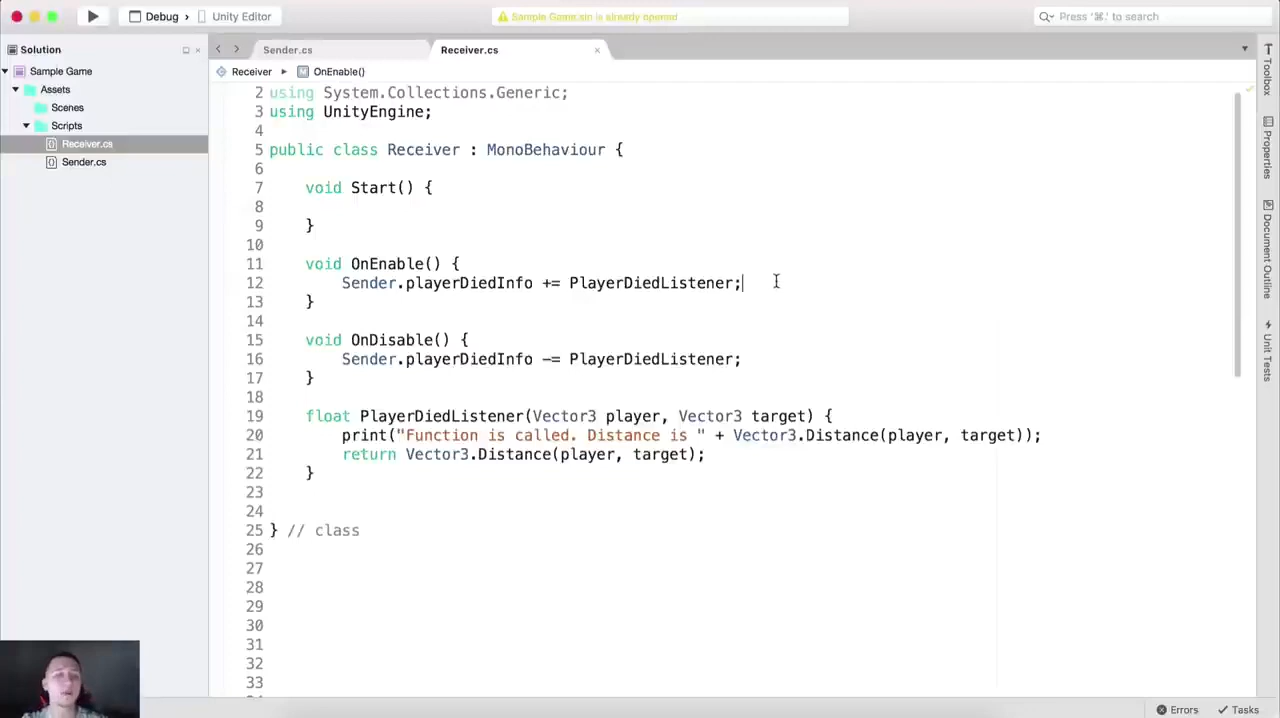 Debug
Unity Editor
Sample Game.sln is already opened
Press '⌘.' to search
Solution
Sender.cs
Receiver.cs
Receiver
OnEnable()
Sample Game
Assets
Scenes
Scripts
Receiver.cs
Sender.cs
2 using System.Collections.Generic;
3 using UnityEngine;
4
5 public class Receiver : MonoBehaviour {
6
7 void Start() {
8
9 }
10
11 void OnEnable() {
12 Sender.playerDiedInfo += PlayerDiedListener;
13 }
14
15 void OnDisable() {
16 Sender.playerDiedInfo -= PlayerDiedListener;
17 }
18
19 float PlayerDiedListener(Vector3 player, Vector3 target) {
20 print("Function is called. Distance is " + Vector3.Distance(player, target));
21 return Vector3.Distance(player, target);
22 }
23
24
25 } // class
26
27
28
29
30
31
32
33
Toolbox
Properties
Document Outline
Unit Tests
Errors
Tasks